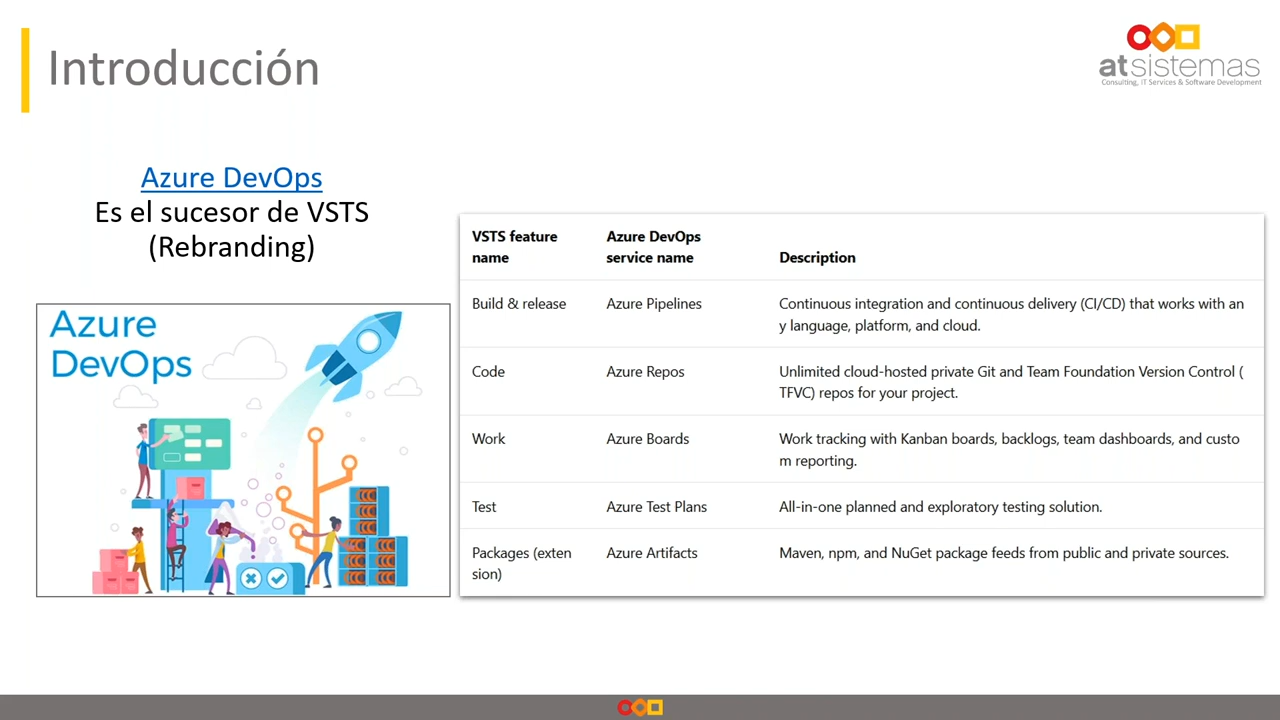 Introducción
atsistemas
Consulting, IT Services & Software Development
Azure DevOps
Es el sucesor de VSTS
(Rebranding)
Azure
DevOps
VSTS feature
name
Azure DevOps
service name
Description
Build & release
Azure Pipelines
Continuous integration and continuous delivery (CI/CD) that works with an
y language, platform, and cloud.
Code
Azure Repos
Unlimited cloud-hosted private Git and Team Foundation Version Control (
TFVC) repos for your project.
Work
Azure Boards
Work tracking with Kanban boards, backlogs, team dashboards, and custo
m reporting.
Test
Azure Test Plans
All-in-one planned and exploratory testing solution.
Packages (exten
sion)
Azure Artifacts
Maven, npm, and NuGet package feeds from public and private sources.